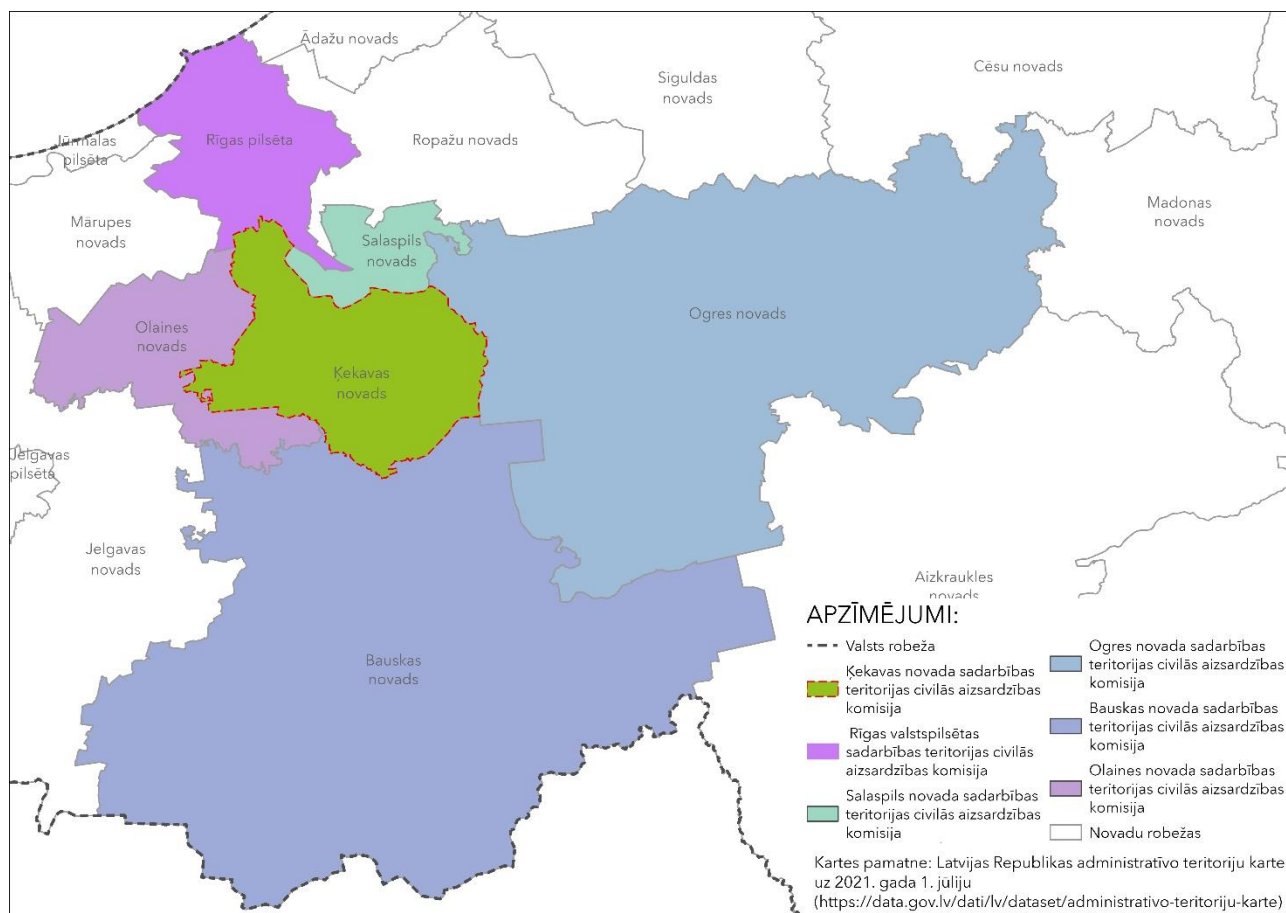 Ādažu novads
Siguldas
novads
Cēsu novads
Rīgas pilsēta
Ropažu novads
Jūrmalas
pilsēta
Mārupes
novads
Madonas
novads
Salaspils
novads
Ogres novads
Olaines
novads
Ķekavas
novads
Jelgavas
pilsēta
Jelgavas
novads
Aizkraukles
novads
Bauskas
novads
APZĪMĒJUMI:
Valsts robeža
Ķekavas novada sadarbības
teritorijas civilās aizsardzības
komisija
Rīgas valstspilsētas
sadarbības teritorijas civilās
aizsardzības komisija
Salaspils novada sadarbības
teritorijas civilās aizsardzības
komisija
Ogres novada sadarbības
teritorijas civilās aizsardzības
komisija
Bauskas novada sadarbības
teritorijas civilās aizsardzības
komisija
Olaines novada sadarbības
teritorijas civilās aizsardzības
komisija
Novadu robežas
Kartes pamatne: Latvijas Republikas administratīvo teritoriju karte
uz 2021. gada 1. jūliju
(https://data.gov.lv/dati/lv/dataset/administrativo-teritoriju-karte)